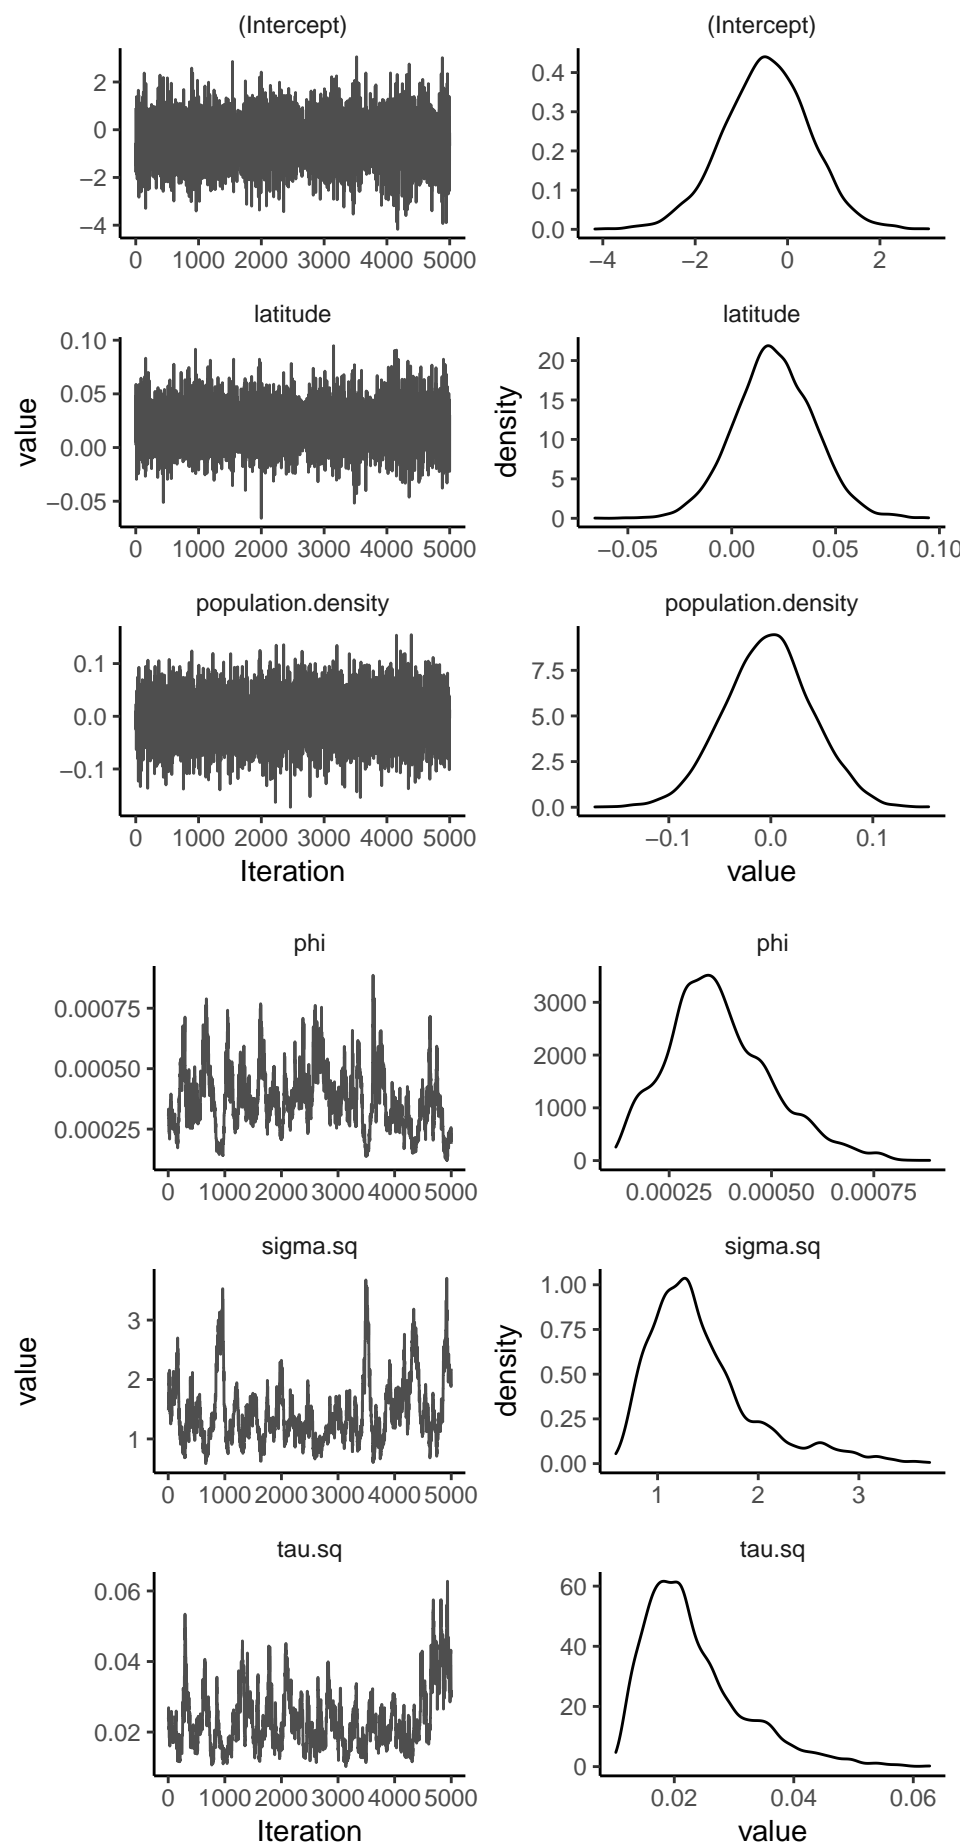 (Intercept)
(Intercept)
2
0
−2
−4
0.4
0.3
0.2
0.1
0.0
0 1000 2000 3000 4000 5000
−4 −2 0 2
latitude
latitude
0.10
0.05
0.00
−0.05
20
15
10
5
0
0 1000 2000 3000 4000 5000
−0.05 0.00 0.05 0.10
value
density
population.density
population.density
0.1
0.0
−0.1
7.5
5.0
2.5
0.0
0 1000 2000 3000 4000 5000
−0.1 0.0 0.1
Iteration
value
phi
phi
0.00075
0.00050
0.00025
3000
2000
1000
0
0 1000 2000 3000 4000 5000
0.00025 0.00050 0.00075
sigma.sq
sigma.sq
3
2
1
1.00
0.75
0.50
0.25
0.00
0 1000 2000 3000 4000 5000
1 2 3
value
density
tau.sq
tau.sq
0.06
0.04
0.02
60
40
20
0
0 1000 2000 3000 4000 5000
0.02 0.04 0.06
Iteration
value